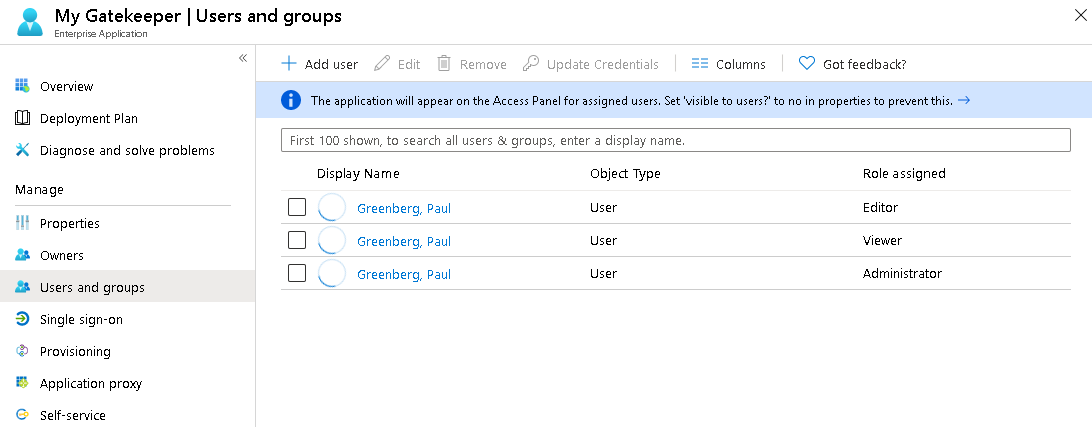 My Gatekeeper | Users and groups
Enterprise Application
Overview
Deployment Plan
Diagnose and solve problems
Manage
Properties
Owners
Users and groups
Single sign-on
Provisioning
Application proxy
Self-service
Add user Edit Remove Update Credentials Columns Got feedback?
The application will appear on the Access Panel for assigned users. Set 'visible to users?' to no in properties to prevent this. →
First 100 shown, to search all users & groups, enter a display name.
Display Name Object Type Role assigned
Greenberg, Paul User Editor
Greenberg, Paul User Viewer
Greenberg, Paul User Administrator